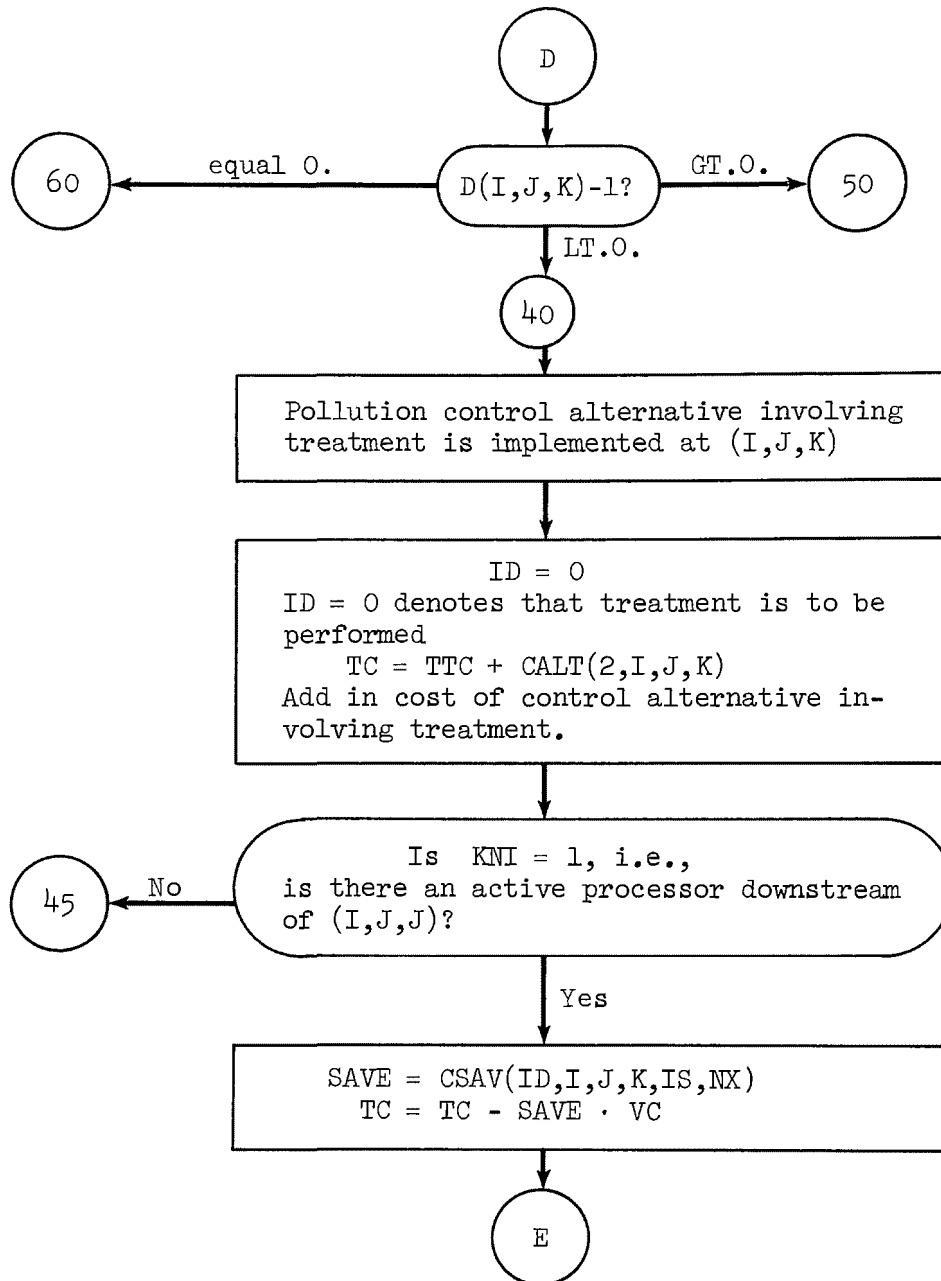 D
equal 0.
60
D(I,J,K)-1?
GT.0.
50
LT.0.
40
Pollution control alternative involving
treatment is implemented at (I,J,K)
ID = 0
ID = 0 denotes that treatment is to be
performed
TC = TTC + CALT(2,I,J,K)
Add in cost of control alternative in-
volving treatment.
Is KNI = 1, i.e.,
is there an active processor downstream
of (I,J,J)?
No
45
Yes
SAVE = CSAV(ID,I,J,K,IS,NX)
TC = TC - SAVE · VC
E